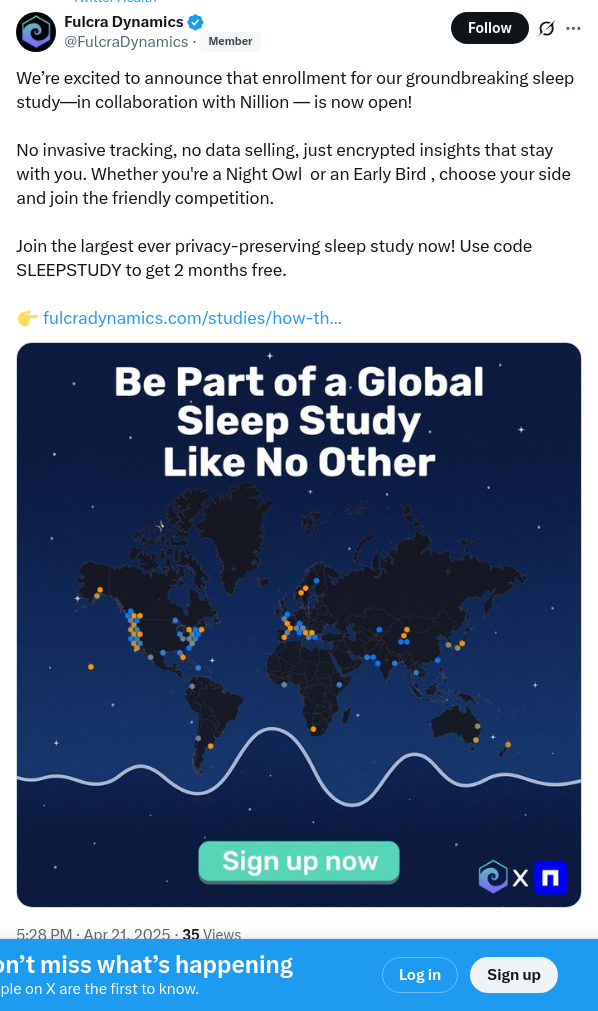 Twitter Health
Fulcra Dynamics
@FulcraDynamics · Member
Follow
We’re excited to announce that enrollment for our groundbreaking sleep
study—in collaboration with Nillion — is now open!
No invasive tracking, no data selling, just encrypted insights that stay
with you. Whether you're a Night Owl  or an Early Bird , choose your side
and join the friendly competition.
Join the largest ever privacy-preserving sleep study now! Use code
SLEEPSTUDY to get 2 months free.
👉 fulcradynamics.com/studies/how-th…
Be Part of a Global
Sleep Study
Like No Other
Sign up now
X
5:28 PM · Apr 21, 2025 · 35 Views
on’t miss what’s happening
ple on X are the first to know.
Log in
Sign up